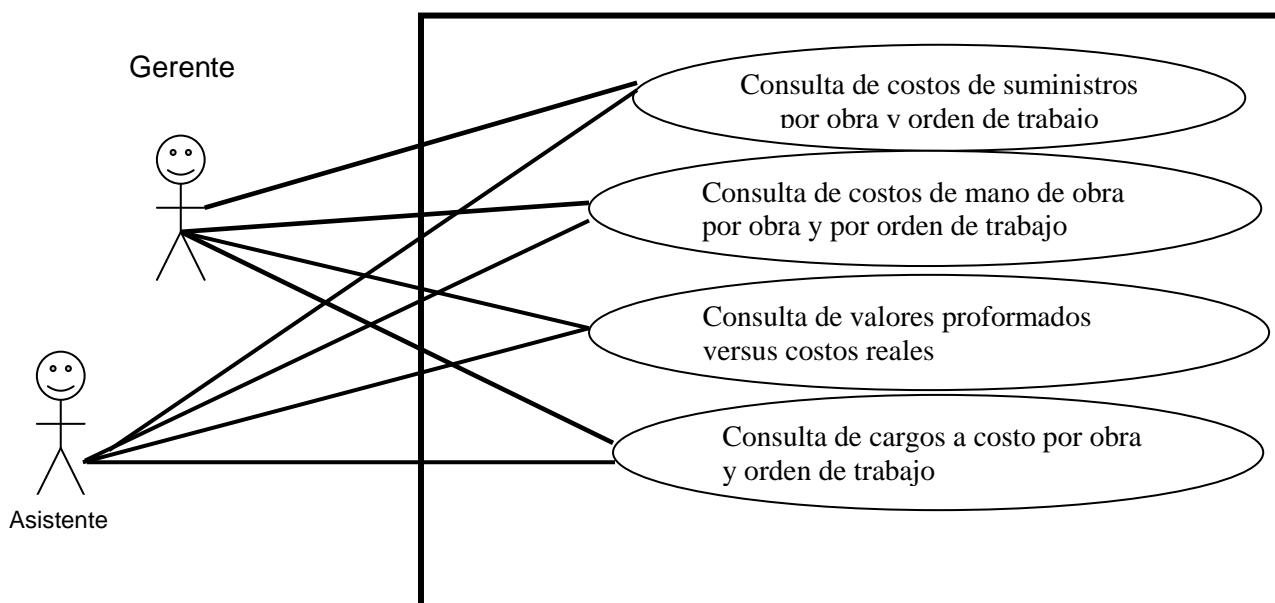 Gerente
Consulta de costos de suministros
por obra y orden de trabajo
Consulta de costos de mano de obra
por obra y por orden de trabajo
Consulta de valores proformados
versus costos reales
Consulta de cargos a costo por obra
y orden de trabajo
Asistente